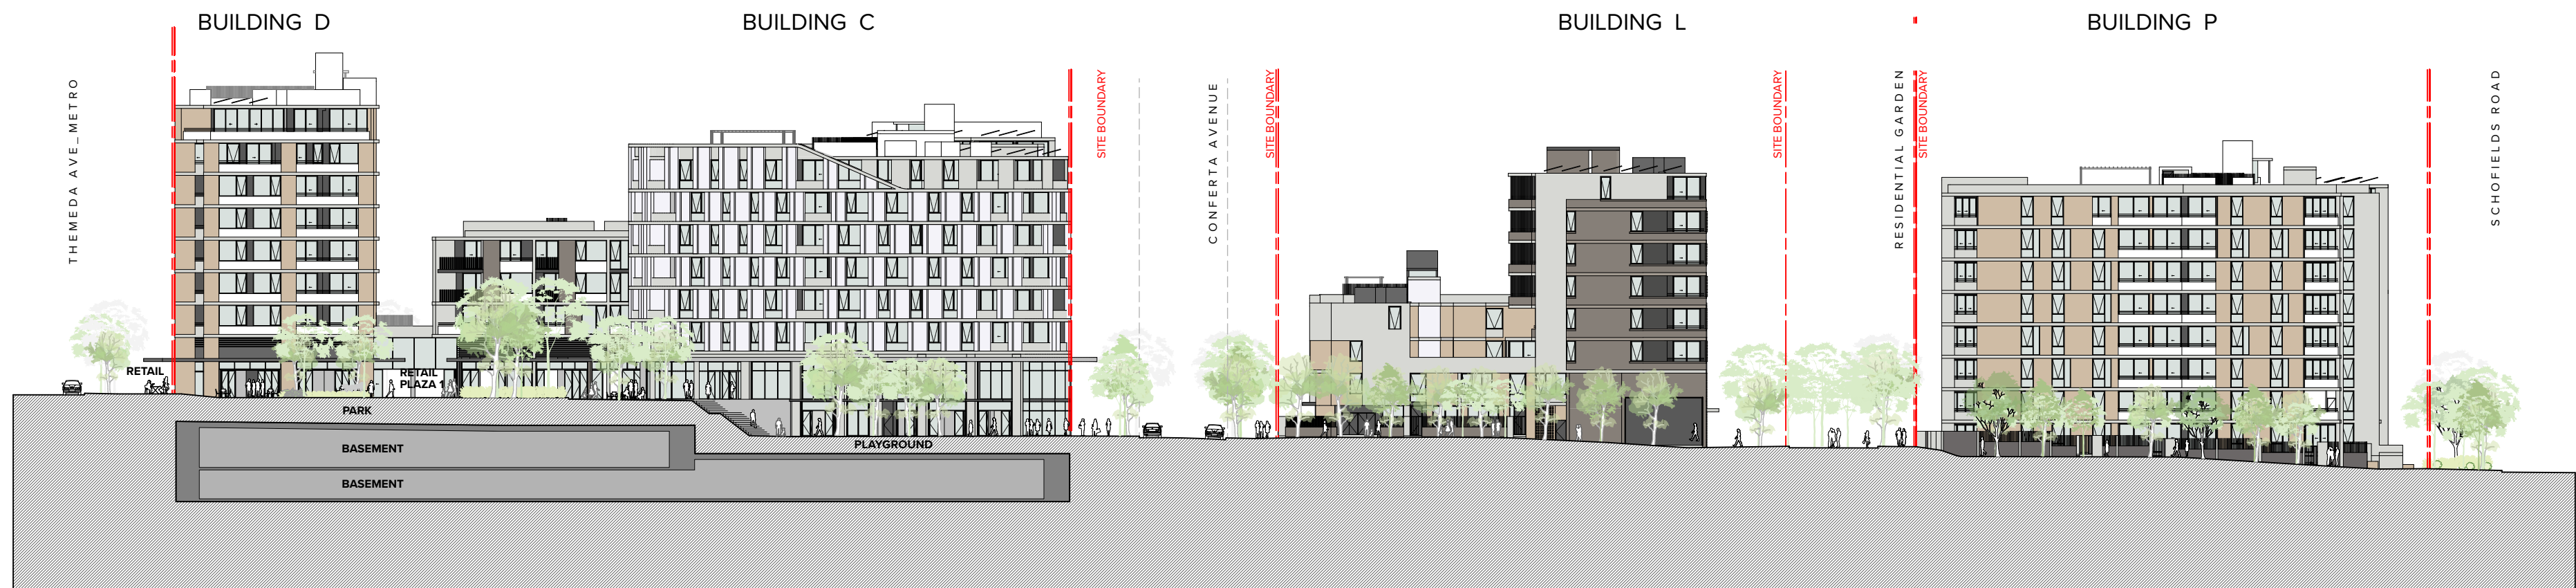 BUILDING D
BUILDING C
BUILDING L
BUILDING P
THEMEDA AVE_METRO
SITE BOUNDARY
CONFERTA AVENUE
SITE BOUNDARY
SITE BOUNDARY
RESIDENTIAL GARDEN
SITE BOUNDARY
SCHOFIELDS ROAD
RETAIL
RETAIL
PLAZA 1
PARK
PLAYGROUND
BASEMENT
BASEMENT